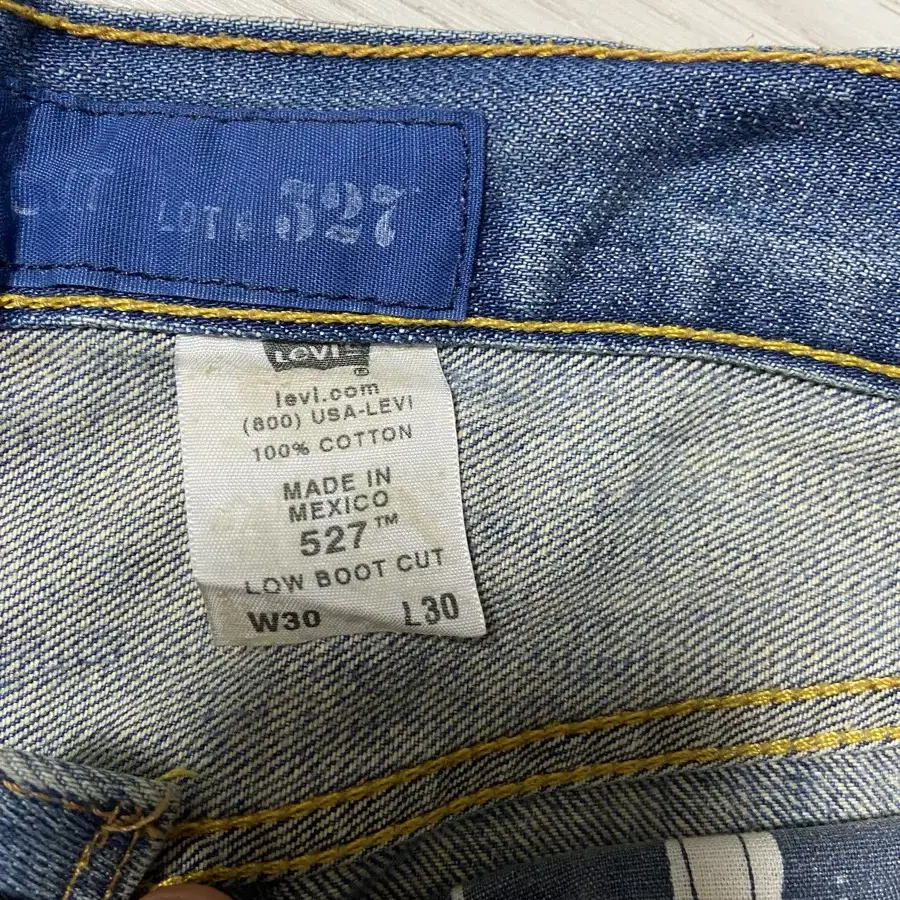 LOT N 527
LEVI'S
®
levi.com
(800) USA-LEVI
100% COTTON
MADE IN
MEXICO
527™
LOW BOOT CUT
W30 L30